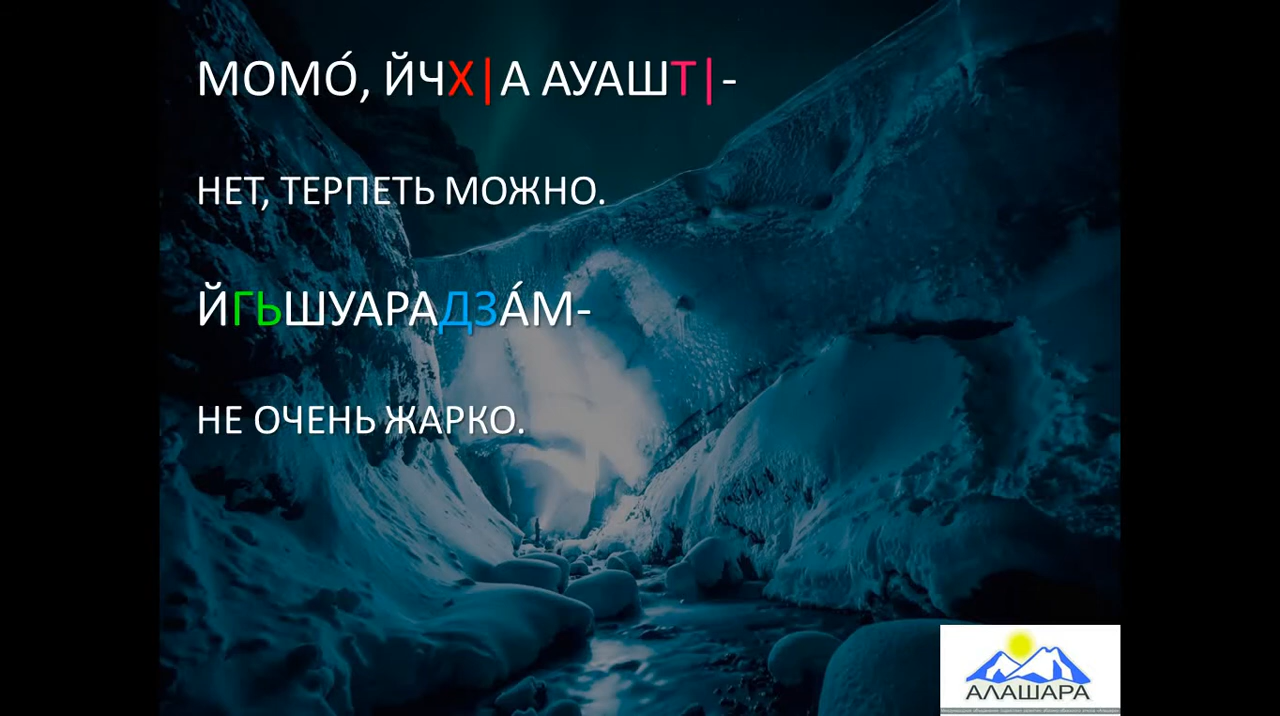 МОМО́, ЙЧХ|А АУАШТ|-
НЕТ, ТЕРПЕТЬ МОЖНО.
ЙГЬШУАРАДЗА́М-
НЕ ОЧЕНЬ ЖАРКО.
АЛАШАРА